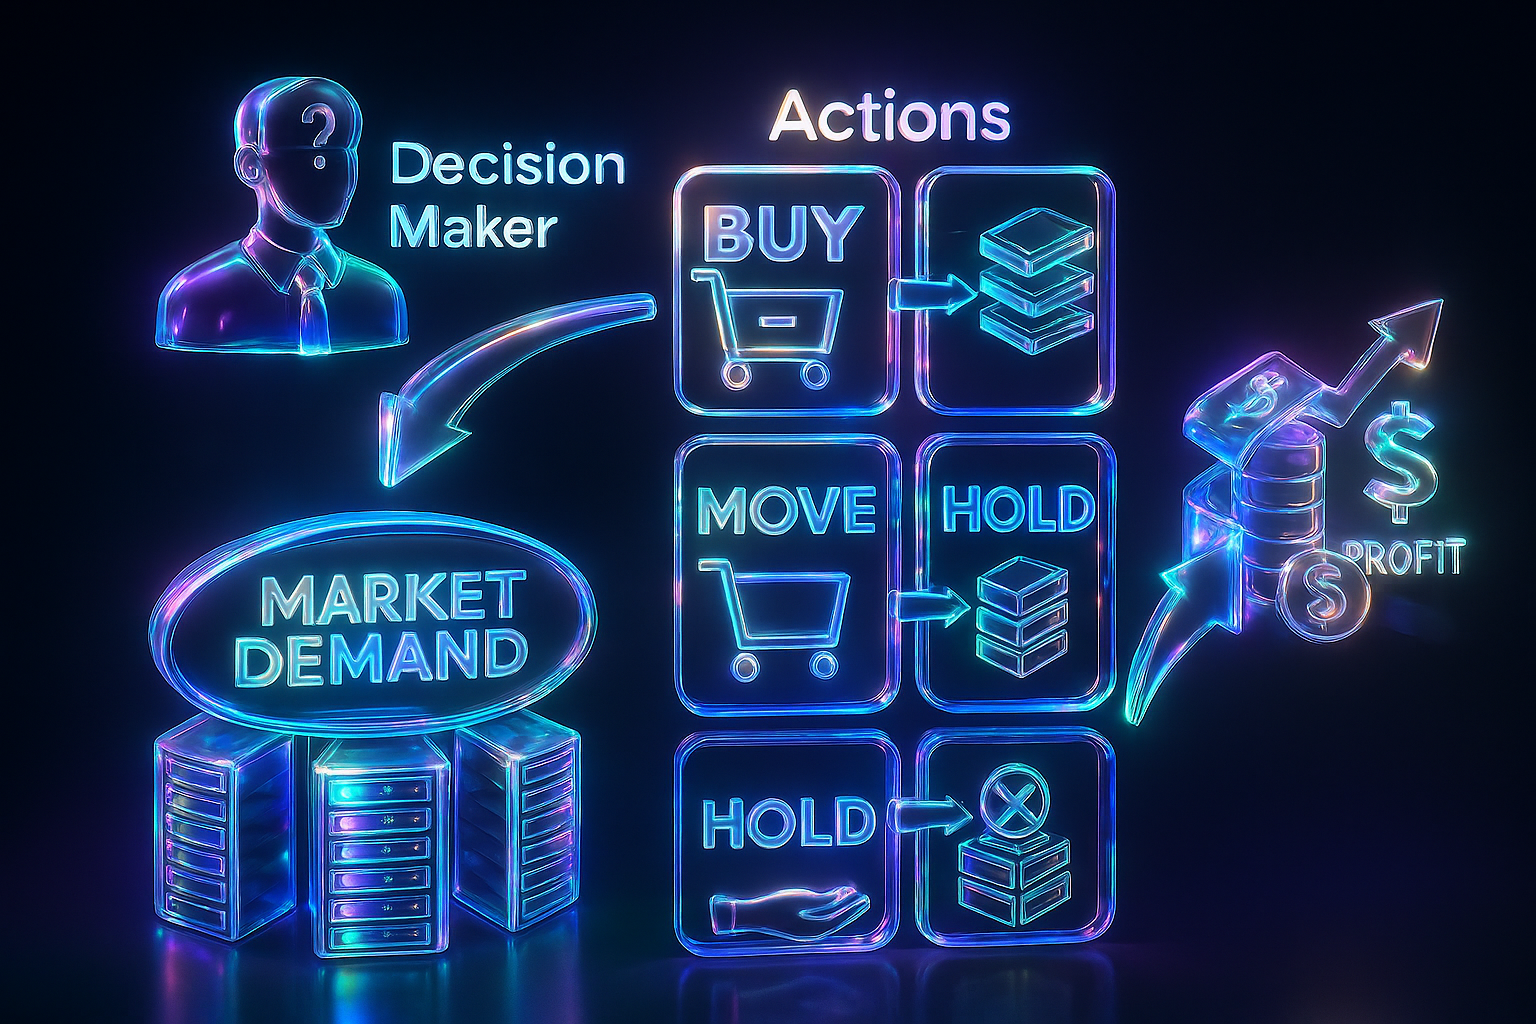 Decision
Maker
Actions
BUY
MOVE
HOLD
HOLD
MARKET
DEMAND
?
$
$
$
PROFIT